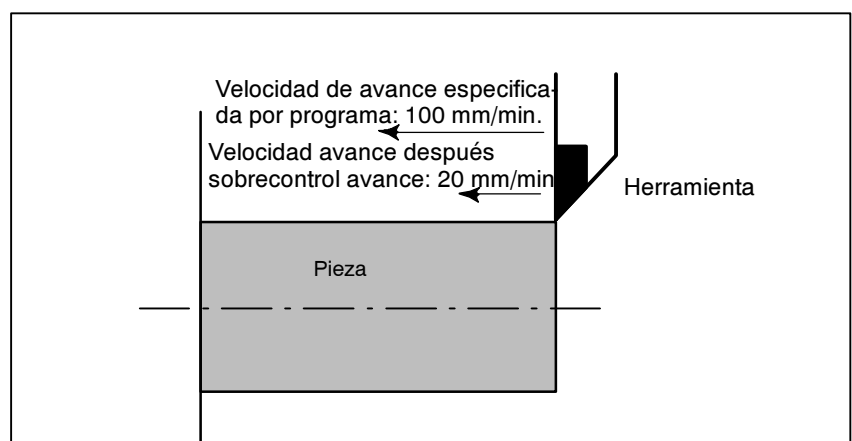 Velocidad de avance especifica-
da por programa: 100 mm/min.
Velocidad avance después
sobrecontrol avance: 20 mm/min
Herramienta
Pieza